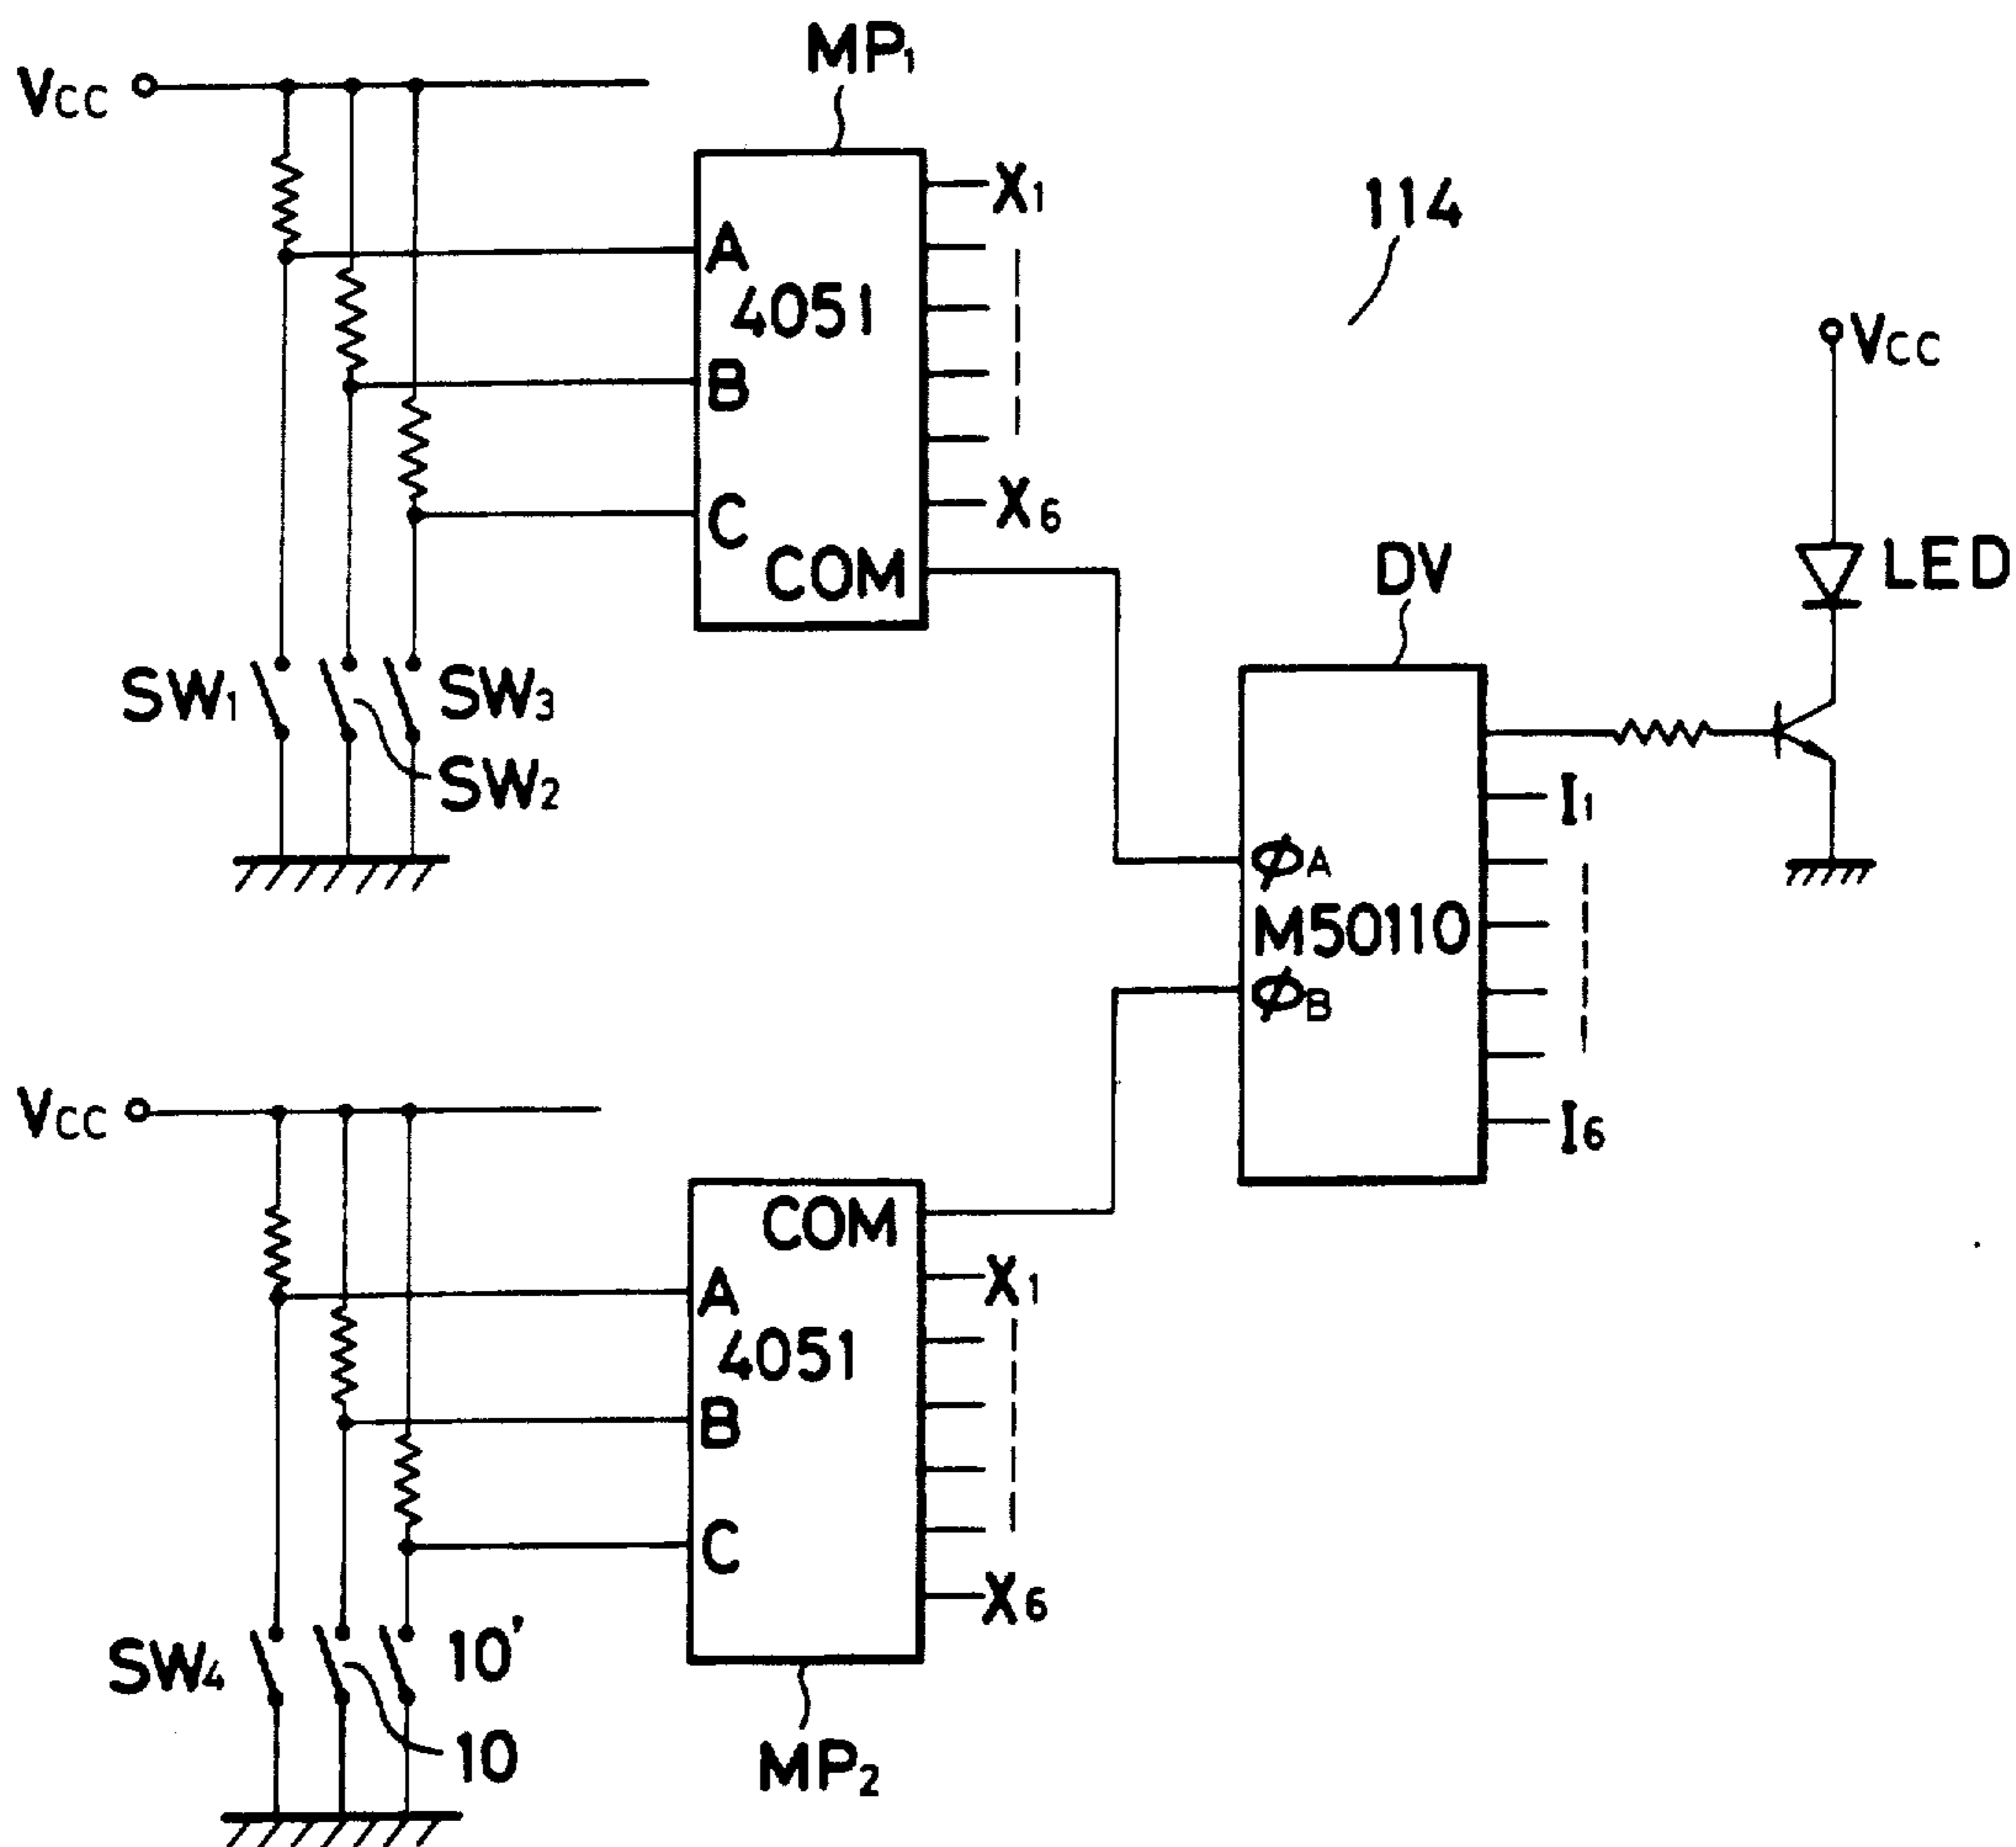 MP1
VCC
X1
114
A
4051
B
VCC
X6
C
COM
DV
LED
SW1
SW3
SW2
I1
ϕA
M50110
ϕB
I6
VCC
COM
X1
A
4051
B
C
X6
SW4
10'
10
MP2